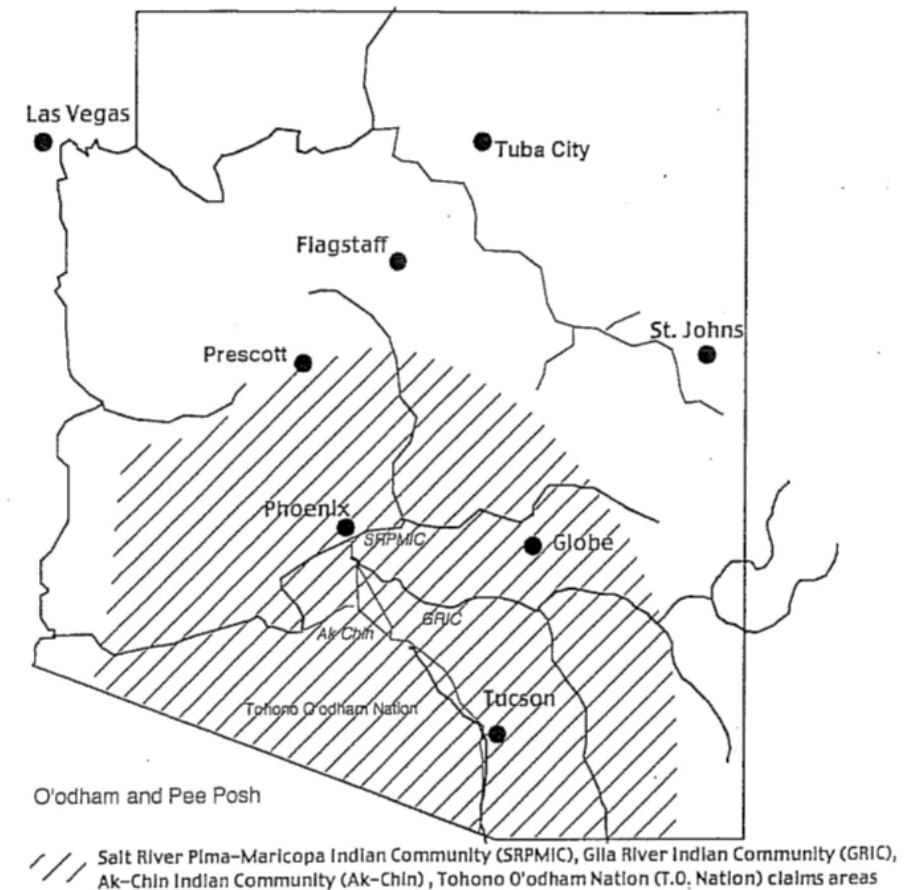 Las Vegas
Tuba City
Flagstaff
St. Johns
Prescott
Phoenix
SRPMIC
Globe
GRIC
Ak Chin
Tucson
Tohono O'odham Nation
O'odham and Pee Posh
Salt River Pima-Maricopa Indian Community (SRPMIC), Gila River Indian Community (GRIC),
Ak-Chin Indian Community (Ak-Chin), Tohono O'odham Nation (T.O. Nation) claims areas